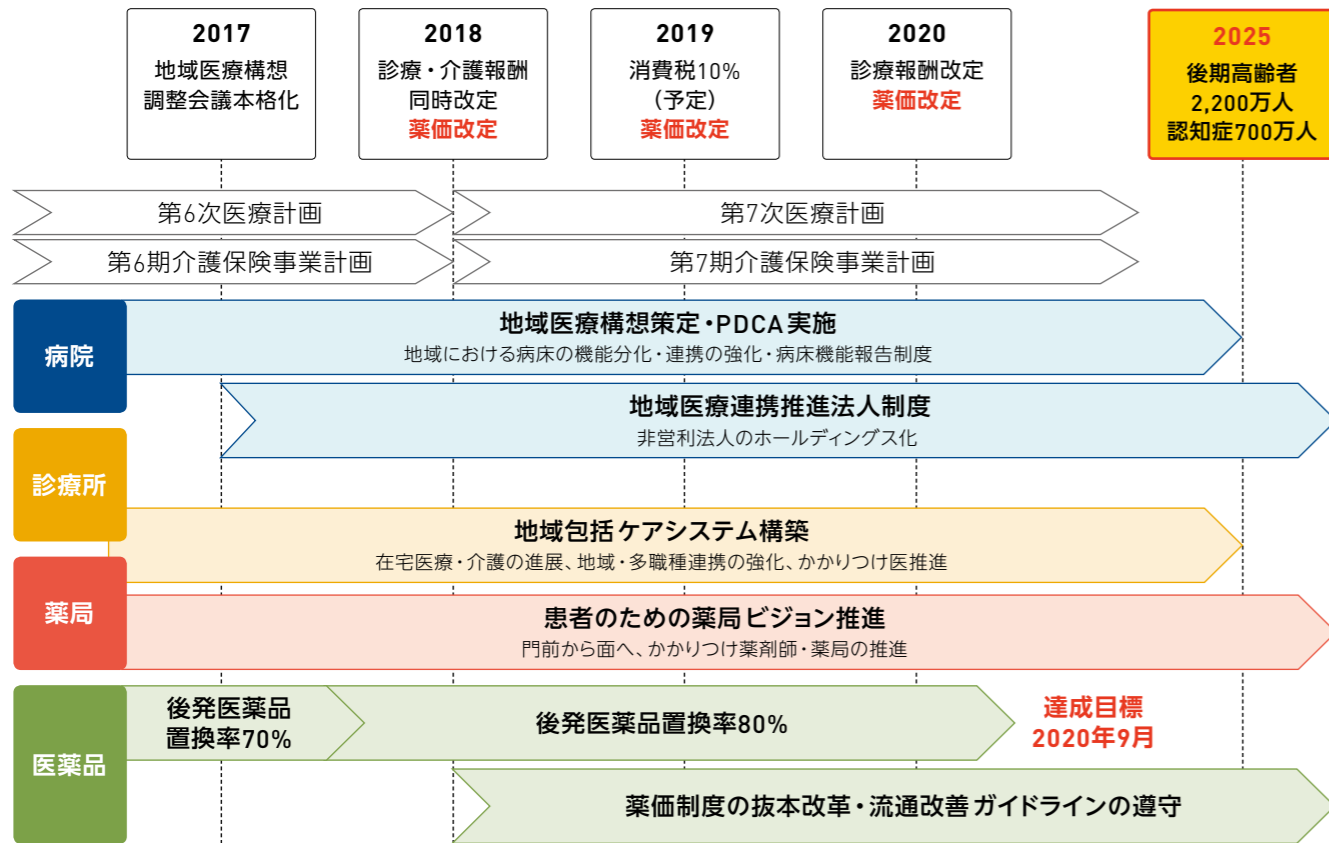 2017
地域医療構想
調整会議本格化
2018
診療・介護報酬
同時改定
薬価改定
2019
消費税10%
(予定)
薬価改定
2020
診療報酬改定
薬価改定
2025
後期高齢者
2,200万人
認知症700万人
第6次医療計画
第7次医療計画
第6期介護保険事業計画
第7期介護保険事業計画
病院
地域医療構想策定・PDCA実施
地域における病床の機能分化・連携の強化・病床機能報告制度
地域医療連携推進法人制度
非営利法人のホールディングス化
診療所
地域包括ケアシステム構築
在宅医療・介護の進展、地域・多職種連携の強化、かかりつけ医推進
薬局
患者のための薬局ビジョン推進
門前から面へ、かかりつけ薬剤師・薬局の推進
医薬品
後発医薬品
置換率70%
後発医薬品置換率80%
達成目標
2020年9月
薬価制度の抜本改革・流通改善ガイドラインの遵守